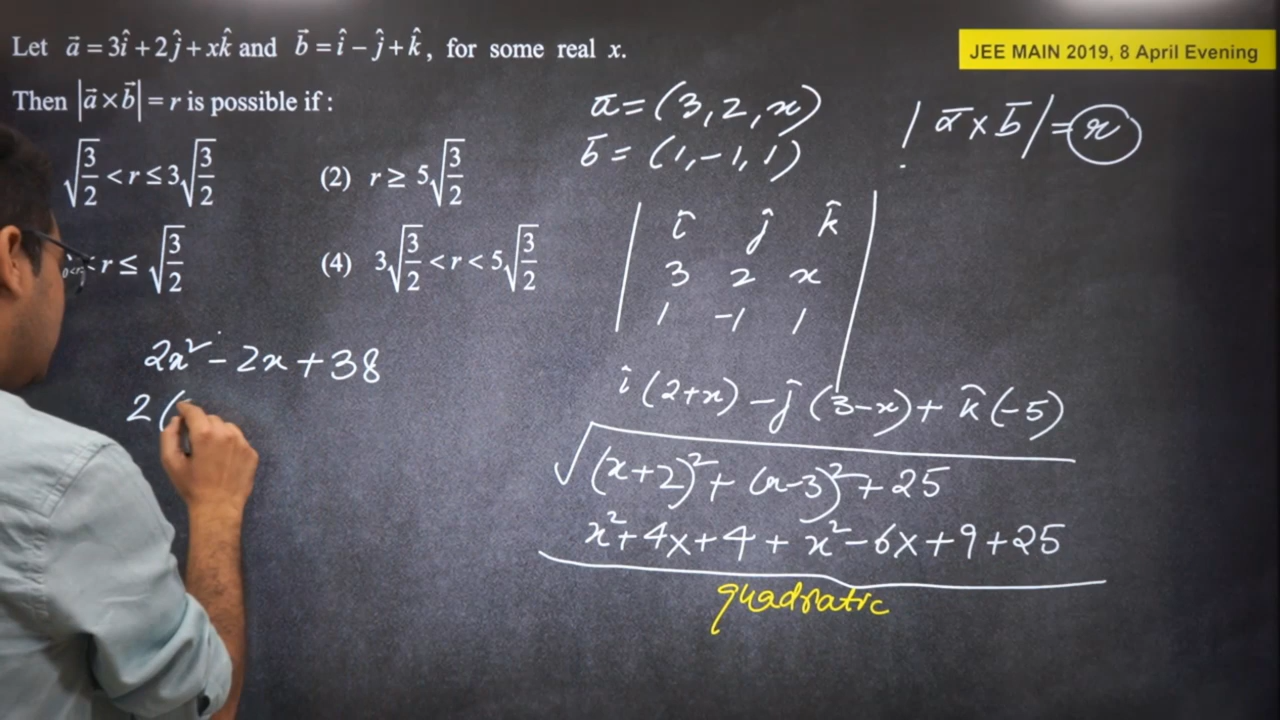 Let a⃗ = 3î + 2ĵ + xk̂ and b⃗ = î − ĵ + k̂, for some real x.
Then |a⃗ × b⃗| = r is possible if :
√(3/2) < r ≤ 3√(3/2)
(2) r ≥ 5√(3/2)
< r ≤ √(3/2)
(4) 3√(3/2) < r < 5√(3/2)
JEE MAIN 2019, 8 April Evening
a̅ = (3, 2, x)
b̅ = (1, -1, 1)
| a̅ × b̅ | = r
î ĵ k̂
3 2 x
1 -1 1
î (2+x) - ĵ (3-x) + k̂ (-5)
√((x+2)² + (x-3)² + 25)
x² + 4x + 4 + x² - 6x + 9 + 25
quadratic
2x² - 2x + 38
2 (